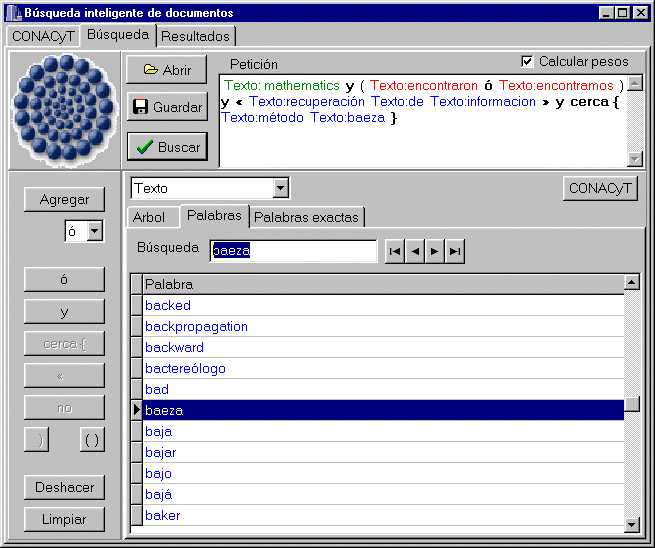 Búsqueda inteligente de documentos
CONACyT Búsqueda Resultados
Abrir
Guardar
Buscar
Petición
Calcular pesos
Texto: mathematics y ( Texto:encontraron ó Texto:encontramos )
y « Texto:recuperación Texto:de Texto:informacion » y cerca {
Texto:método Texto:baeza }
Agregar
ó
ó
y
cerca {
«
no
)
( )
Deshacer
Limpiar
Texto
CONACyT
Arbol Palabras Palabras exactas
Búsqueda baeza
Palabra
backed
backpropagation
backward
bactereólogo
bad
baeza
baja
bajar
bajo
bajá
baker